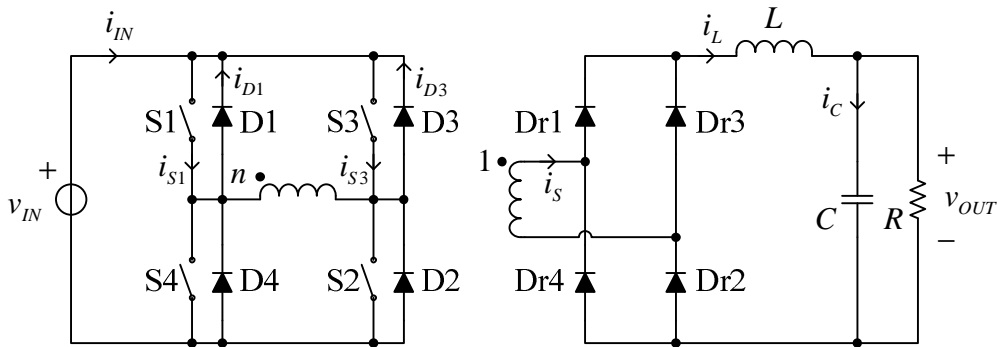 i_IN
i_L
L
i_D1
i_D3
S1
D1
S3
D3
Dr1
Dr3
i_C
i_S1
n
i_S3
1
i_S
+
v_IN
+
v_OUT
−
C
R
S4
D4
S2
D2
Dr4
Dr2